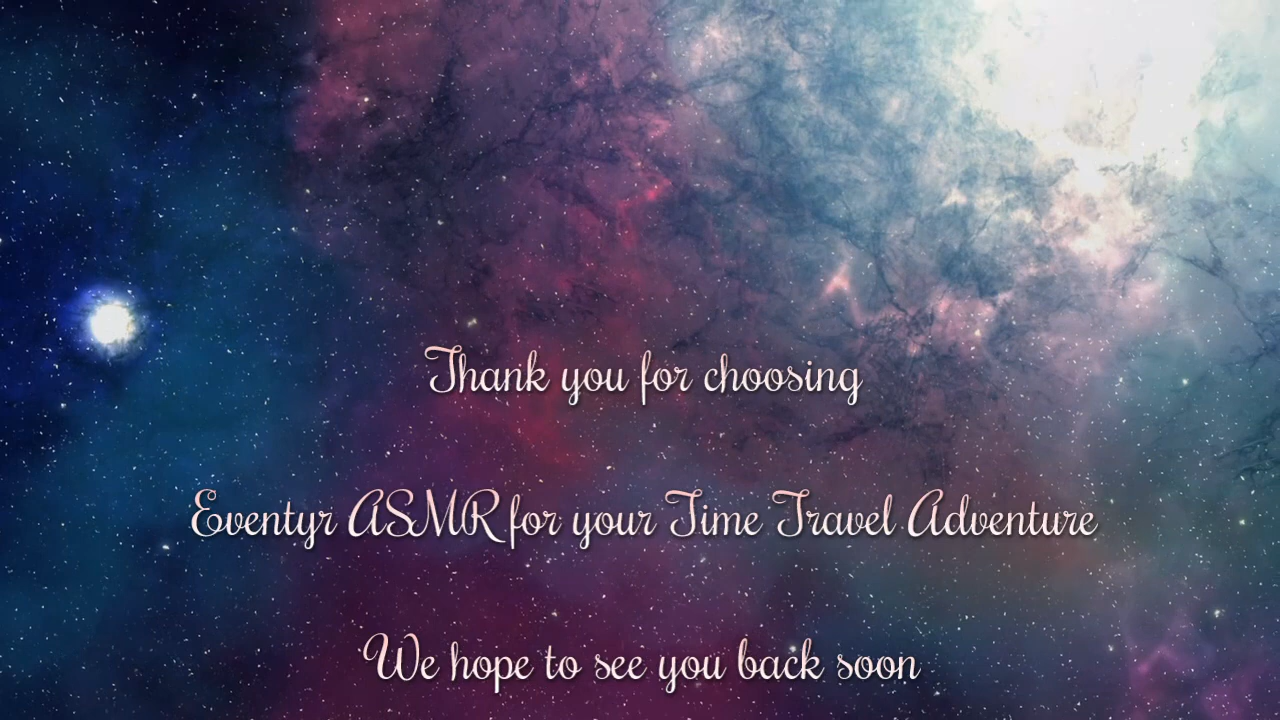 Thank you for choosing
Eventyr ASMR for your Time Travel Adventure
We hope to see you back soon